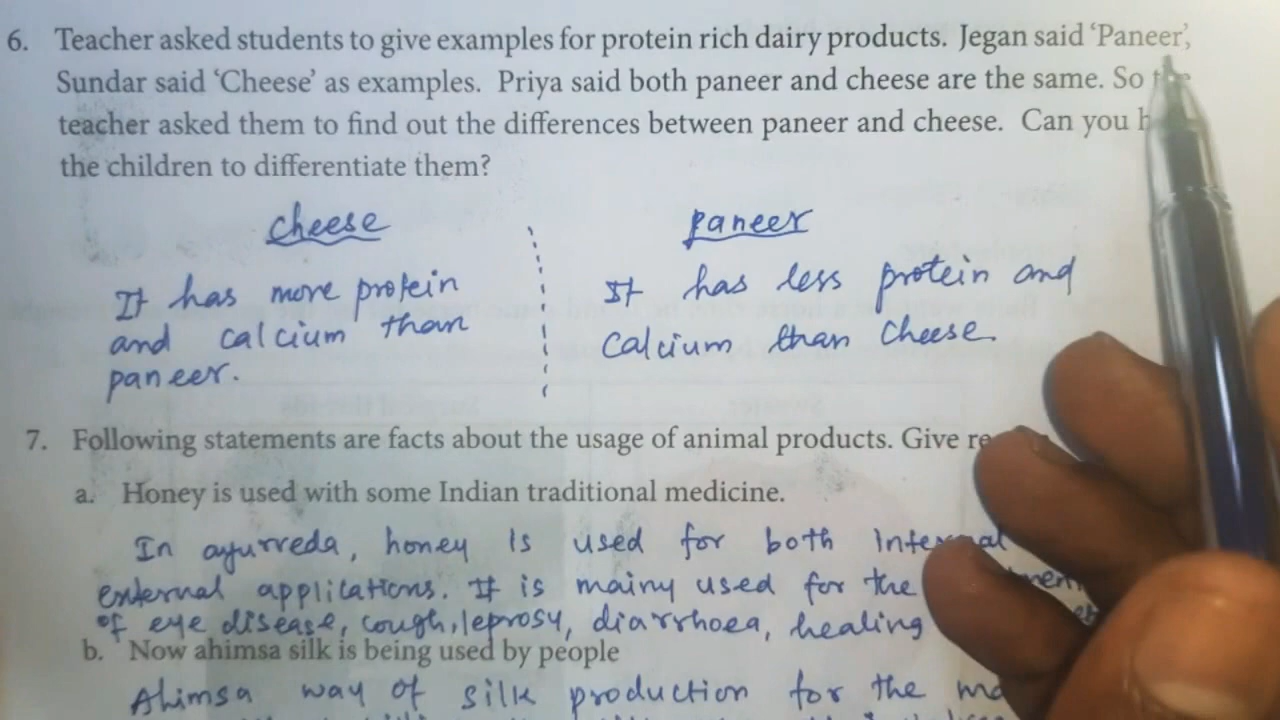 6. Teacher asked students to give examples for protein rich dairy products. Jegan said ‘Paneer’,
Sundar said ‘Cheese’ as examples. Priya said both paneer and cheese are the same. So
teacher asked them to find out the differences between paneer and cheese. Can you
the children to differentiate them?
Cheese
Paneer
It has more protein
and calcium than
paneer.
It has less protein and
calcium than cheese.
7. Following statements are facts about the usage of animal products. Give
a. Honey is used with some Indian traditional medicine.
In ayurveda, honey is used for both
external applications. It is mainy used for the
of eye disease, cough, leprosy, diarrhoea, healing
b. Now ahimsa silk is being used by people
Ahimsa way of silk production for the